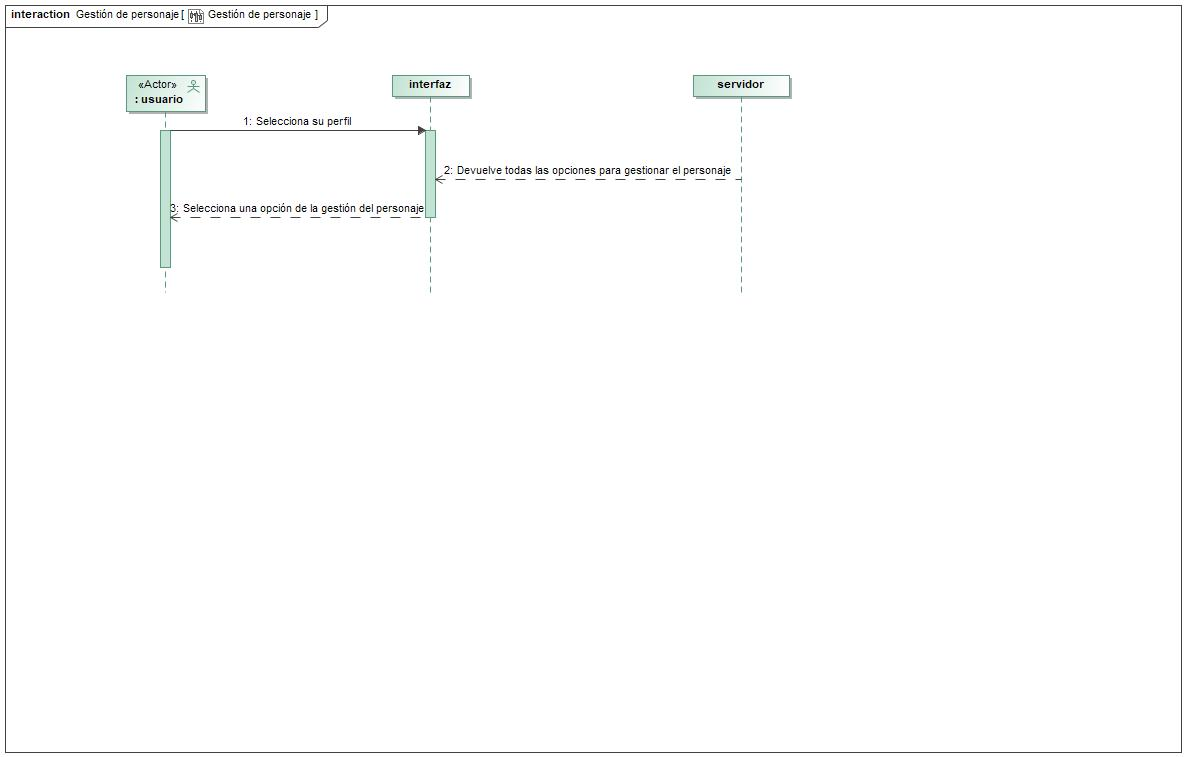 interaction Gestión de personaje [ Gestión de personaje ]
«Actor»
: usuario
interfaz
servidor
1: Selecciona su perfil
2: Devuelve todas las opciones para gestionar el personaje
3: Selecciona una opción de la gestión del personaje